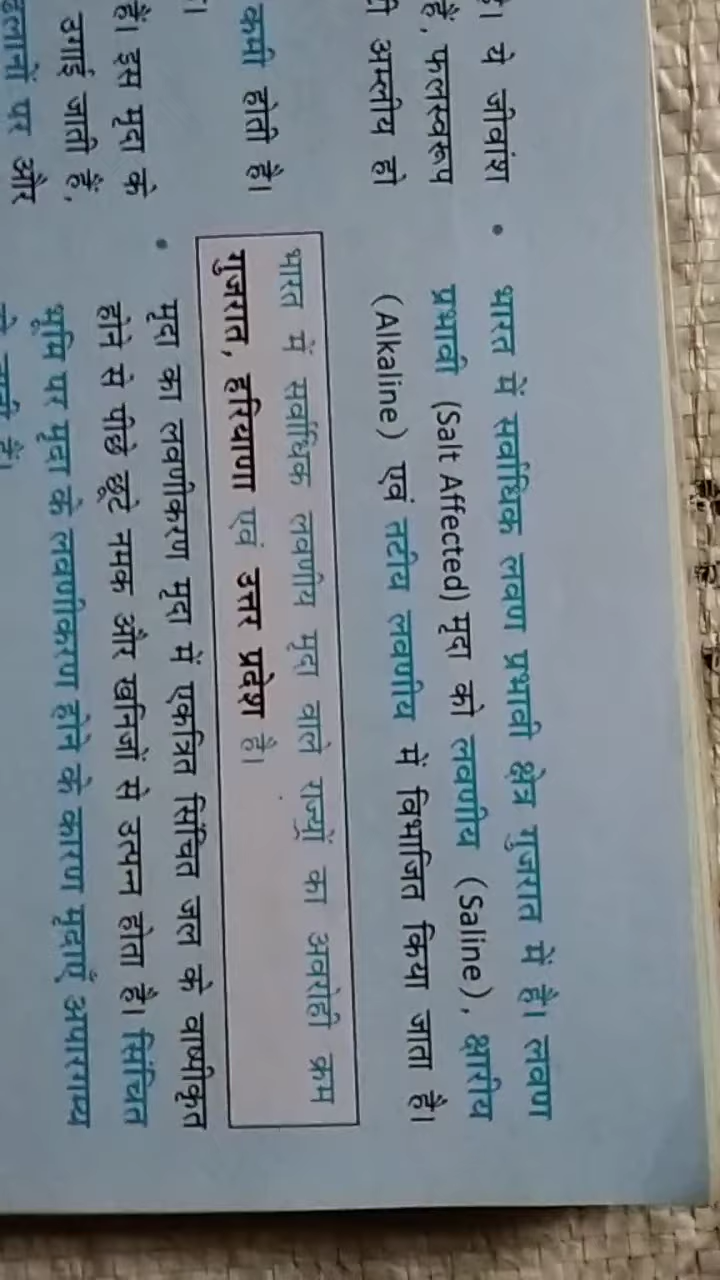 है। ये जीवांश
हैं, फलस्वरूप
अम्लीय हो
कमी होती है।
हैं। इस मृदा के
उगाई जाती हैं,
ढलानों पर और
• भारत में सर्वाधिक लवण प्रभावी क्षेत्र गुजरात में है। लवण
प्रभावी (Salt Affected) मृदा को लवणीय (Saline), क्षारीय
(Alkaline) एवं तटीय लवणीय में विभाजित किया जाता है।
भारत में सर्वाधिक लवणीय मृदा वाले राज्यों का अवरोही क्रम
गुजरात, हरियाणा एवं उत्तर प्रदेश है।
• मृदा का लवणीकरण मृदा में एकत्रित सिंचित जल के वाष्पीकृत
होने से पीछे छूटे नमक और खनिजों से उत्पन्न होता है। सिंचित
भूमि पर मृदा के लवणीकरण होने के कारण मृदाएँ अपारगम्य